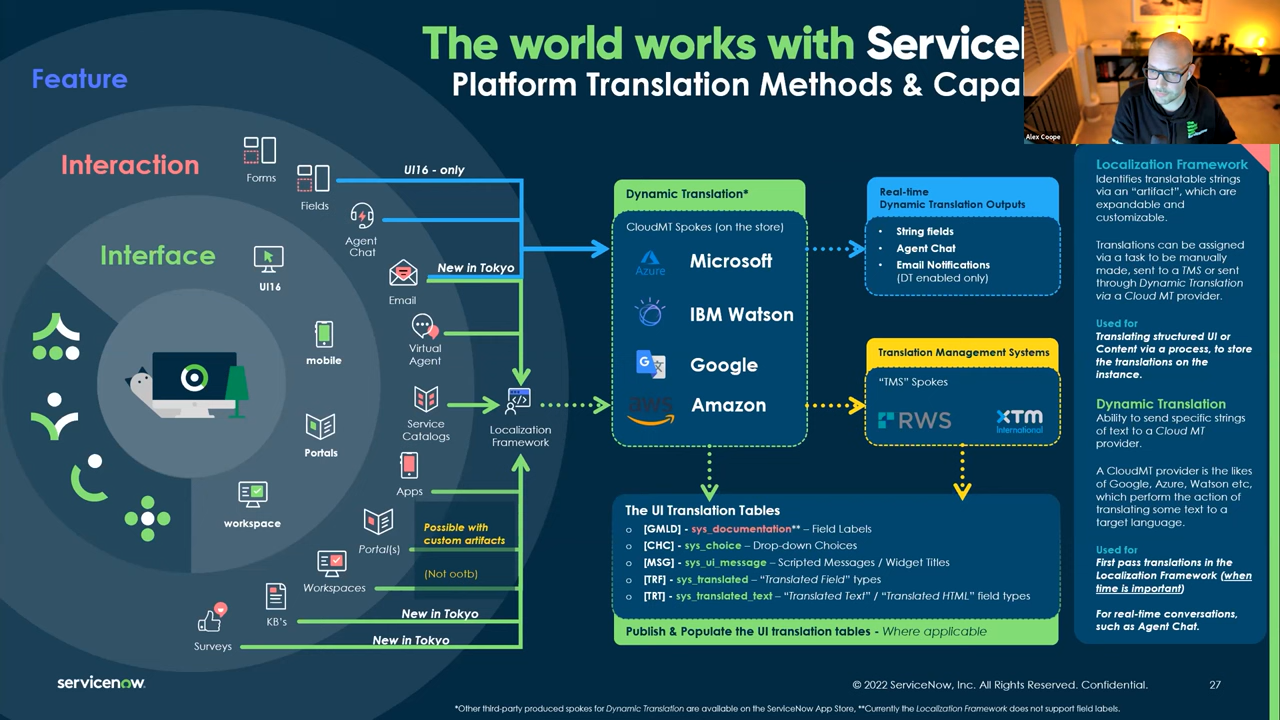 The world works with Service
Platform Translation Methods & Capa
Alex Coope
Feature
Interaction
Interface
Forms
Fields
Agent
Chat
Email
Virtual
Agent
Service
Catalogs
Apps
Portal(s)
Workspaces
KB's
Surveys
UI16
mobile
Portals
workspace
UI16 - only
New in Tokyo
Possible with
custom artifacts
(Not ootb)
New in Tokyo
New in Tokyo
Localization
Framework
Dynamic Translation*
CloudMT Spokes (on the store)
Azure
Microsoft
IBM Watson
Google
aws
Amazon
Real-time
Dynamic Translation Outputs
• String fields
• Agent Chat
• Email Notifications
(DT enabled only)
Translation Management Systems
“TMS” Spokes
RWS
XTM
International
The UI Translation Tables
o [GMLD] - sys_documentation** – Field Labels
o [CHC] - sys_choice – Drop-down Choices
o [MSG] - sys_ui_message – Scripted Messages / Widget Titles
o [TRF] - sys_translated – “Translated Field” types
o [TRT] - sys_translated_text – “Translated Text” / “Translated HTML” field types
Publish & Populate the UI translation tables - Where applicable
Localization Framework
Identifies translatable strings
via an “artifact”, which are
expandable and
customizable.
Translations can be assigned
via a task to be manually
made, sent to a TMS or sent
through Dynamic Translation
via a Cloud MT provider.
Used for
Translating structured UI or
Content via a process, to store
the translations on the
instance.
Dynamic Translation
Ability to send specific strings
of text to a Cloud MT
provider.
A CloudMT provider is the likes
of Google, Azure, Watson etc,
which perform the action of
translating some text to a
target language.
Used for
First pass translations in the
Localization Framework (when
time is important)
For real-time conversations,
such as Agent Chat.
servicenow.
© 2022 ServiceNow, Inc. All Rights Reserved. Confidential.
27
*Other third-party produced spokes for Dynamic Translation are available on the ServiceNow App Store, **Currently the Localization Framework does not support field labels.